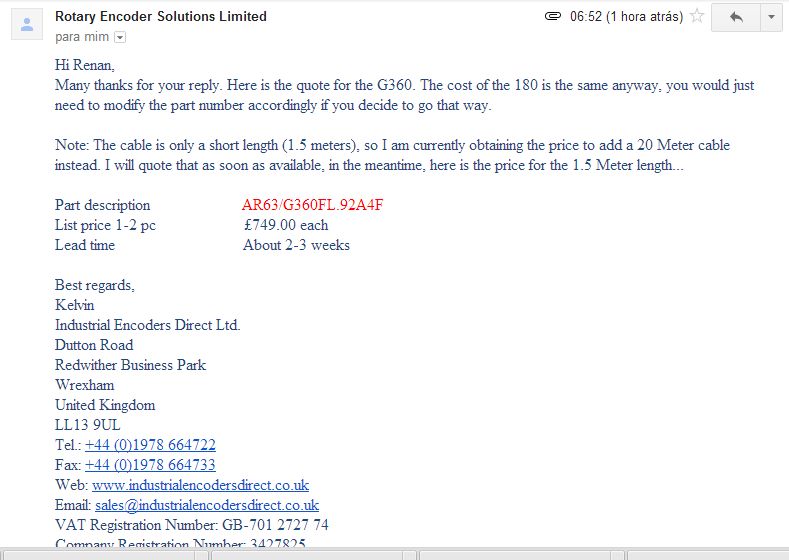 Rotary Encoder Solutions Limited
06:52 (1 hora atrás)
para mim
Hi Renan,
Many thanks for your reply. Here is the quote for the G360. The cost of the 180 is the same anyway, you would just
need to modify the part number accordingly if you decide to go that way.
Note: The cable is only a short length (1.5 meters), so I am currently obtaining the price to add a 20 Meter cable
instead. I will quote that as soon as available, in the meantime, here is the price for the 1.5 Meter length...
Part description AR63/G360FL.92A4F
List price 1-2 pc £749.00 each
Lead time About 2-3 weeks
Best regards,
Kelvin
Industrial Encoders Direct Ltd.
Dutton Road
Redwither Business Park
Wrexham
United Kingdom
LL13 9UL
Tel.: +44 (0)1978 664722
Fax: +44 (0)1978 664733
Web: www.industrialencodersdirect.co.uk
Email: sales@industrialencodersdirect.co.uk
VAT Registration Number: GB-701 2727 74
Company Registration Number: 3427825